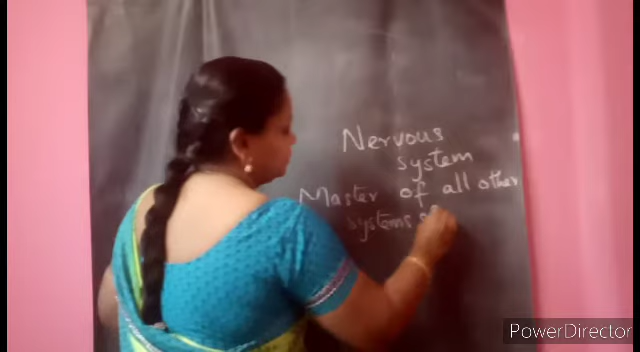 Nervous
system
Master of all other
systems
PowerDirector